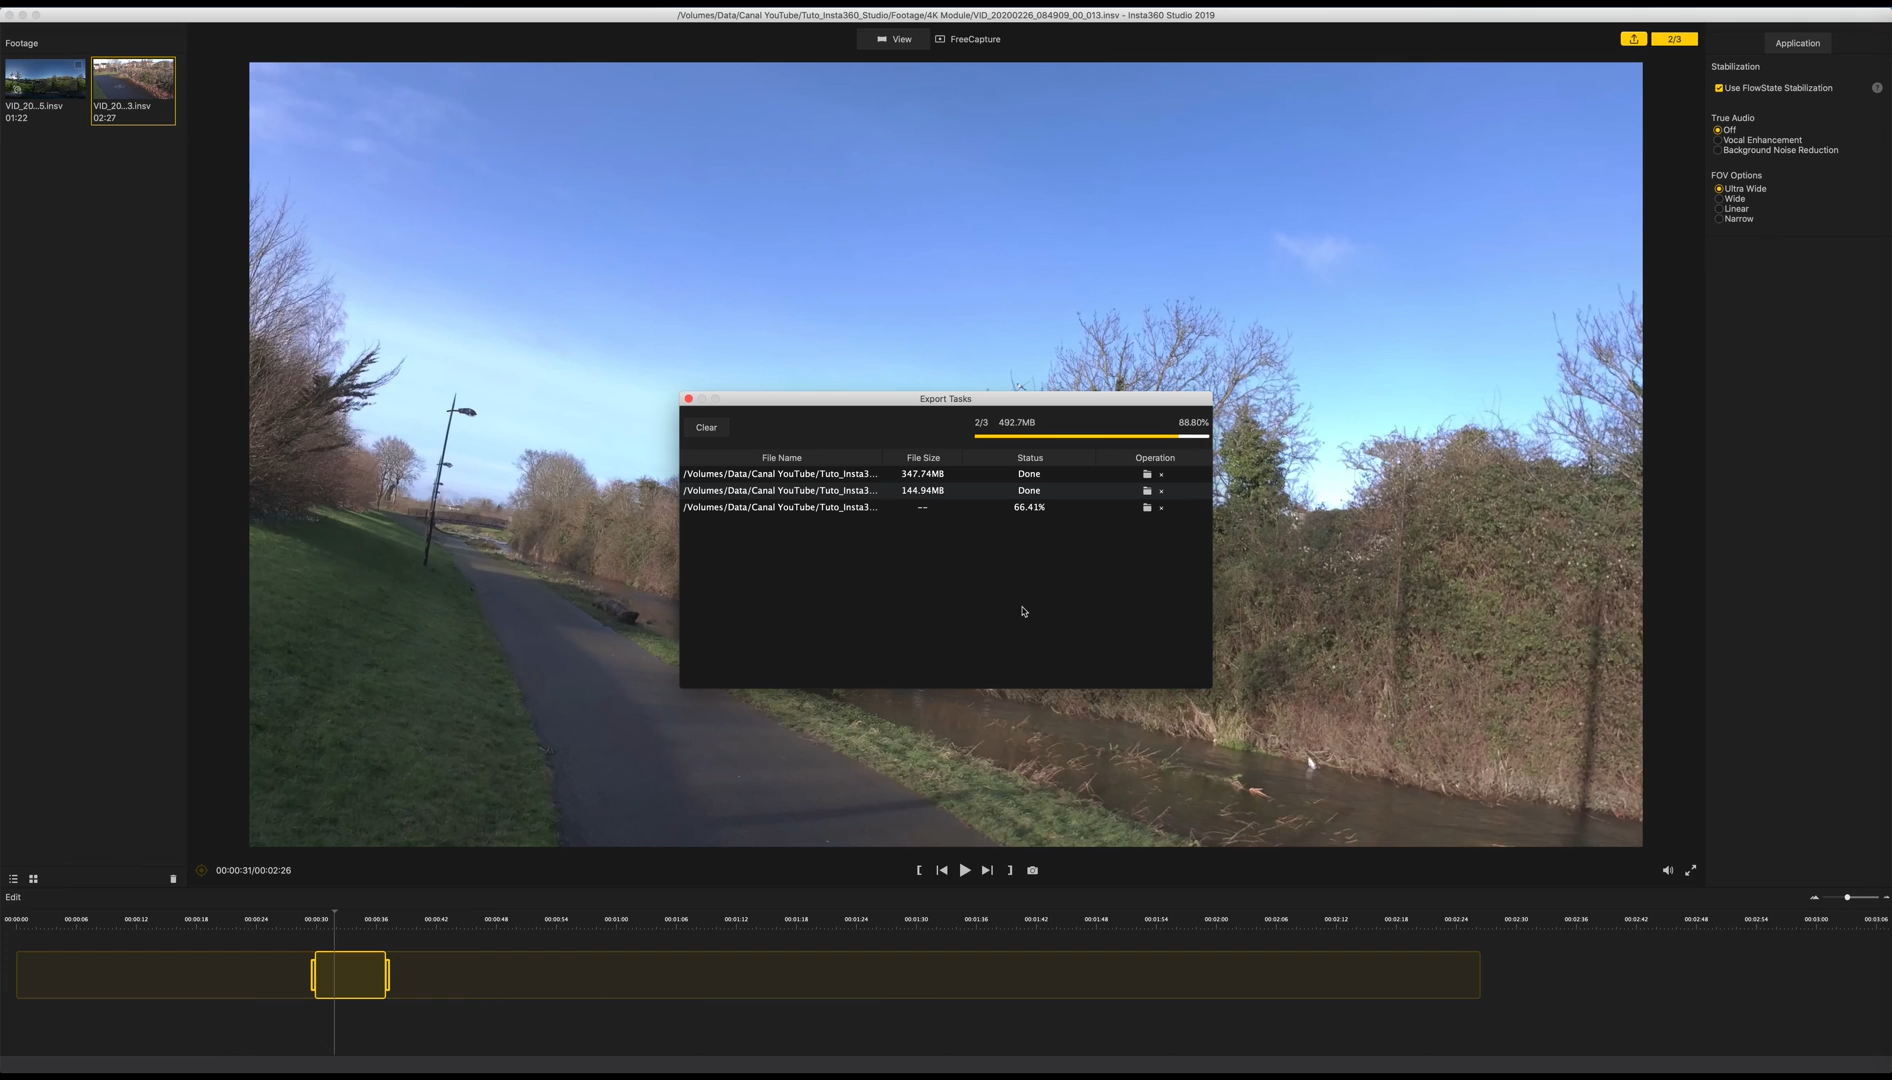 /Volumes/Data/Canal YouTube/Tuto_Insta360_Studio/Footage/4K Module/VID_20200226_084909_00_013.insv - Insta360 Studio 2019
Footage
View
FreeCapture
2/3
Application
VID_20...5.insv
01:22
VID_20...3.insv
02:27
Stabilization
Use FlowState Stabilization
?
True Audio
Off
Vocal Enhancement
Background Noise Reduction
FOV Options
Ultra Wide
Wide
Linear
Narrow
Export Tasks
Clear
2/3 492.7MB 88.80%
File Name File Size Status Operation
/Volumes/Data/Canal YouTube/Tuto_Insta3... 347.74MB Done
/Volumes/Data/Canal YouTube/Tuto_Insta3... 144.94MB Done
/Volumes/Data/Canal YouTube/Tuto_Insta3... -- 66.41%
00:00:31/00:02:26
Edit
00:00:00 00:00:06 00:00:12 00:00:18 00:00:24 00:00:30 00:00:36 00:00:42 00:00:48 00:00:54 00:01:00 00:01:06 00:01:12 00:01:18 00:01:24 00:01:30 00:01:36 00:01:42 00:01:48 00:01:54 00:02:00 00:02:06 00:02:12 00:02:18 00:02:24 00:02:30 00:02:36 00:02:42 00:02:48 00:02:54 00:03:00 00:03:06